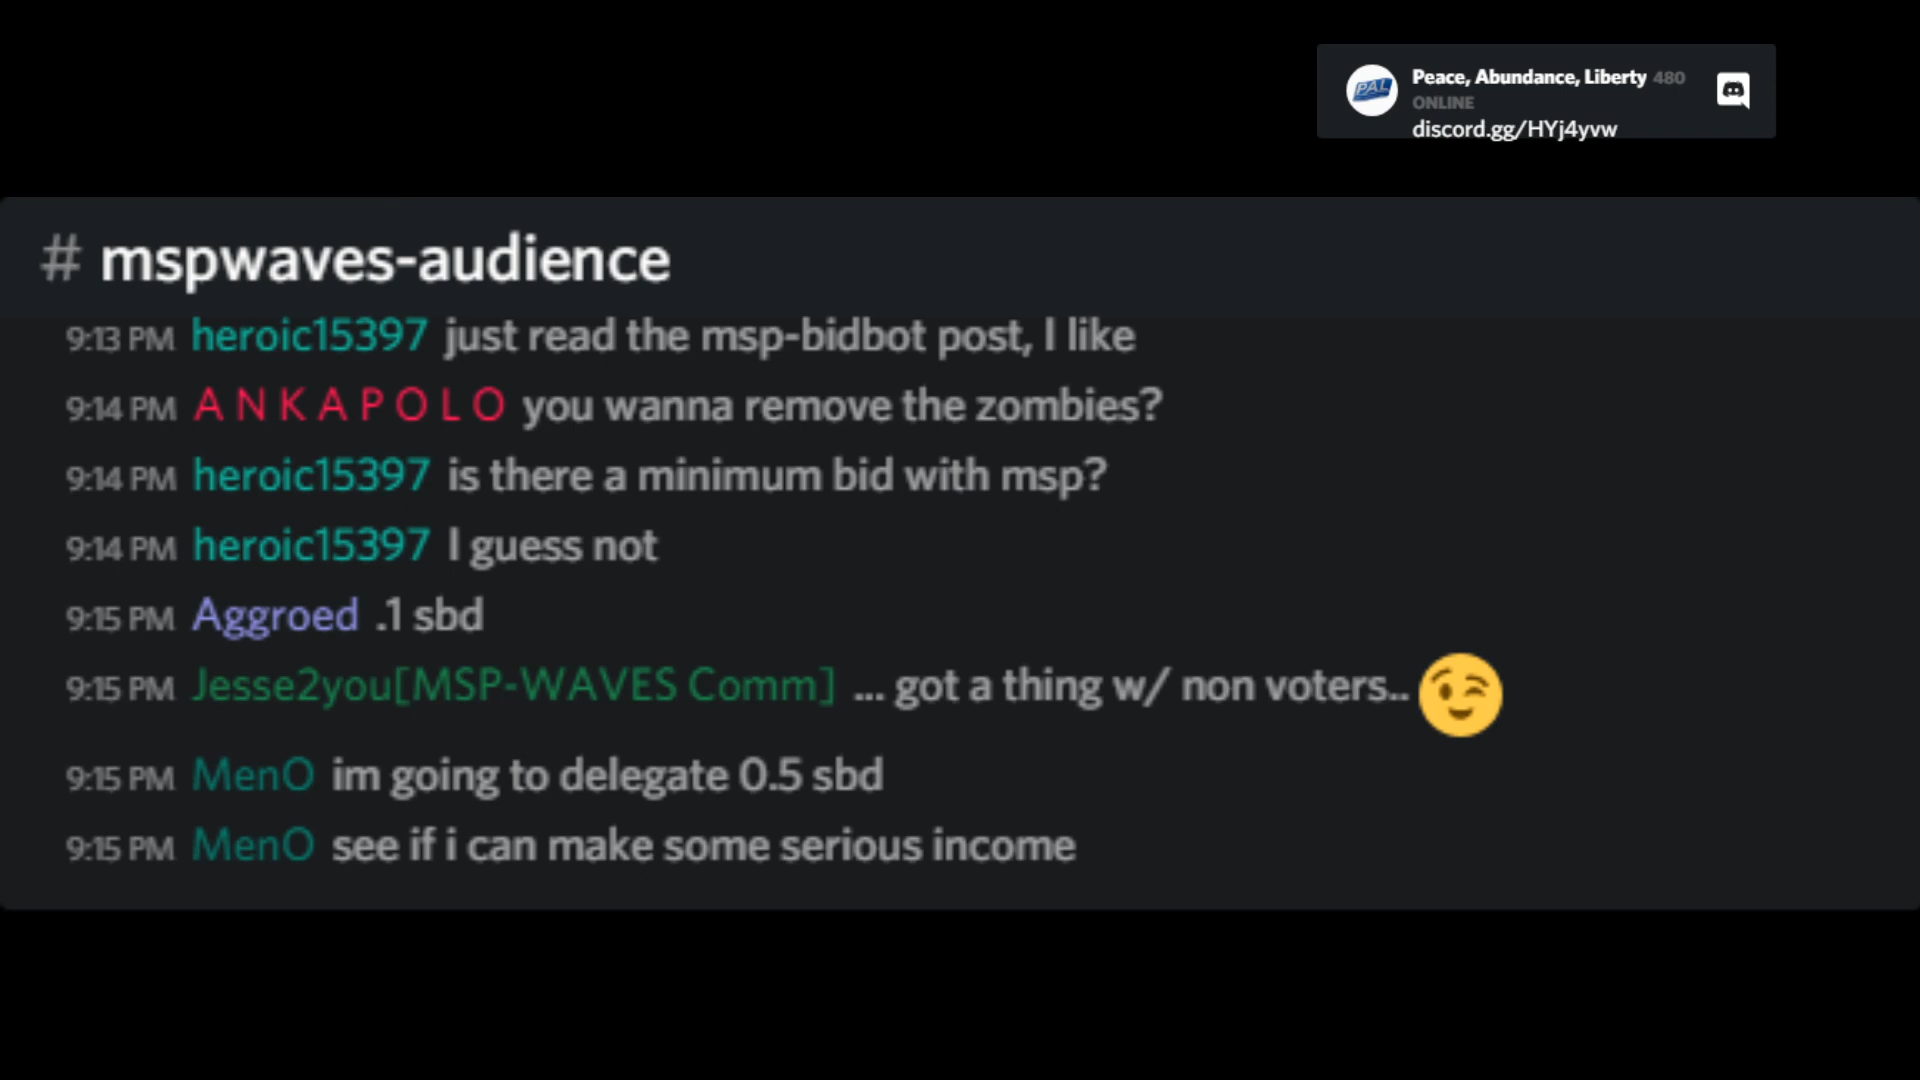 PAL
Peace, Abundance, Liberty 480
ONLINE
discord.gg/HYj4yvw
# mspwaves-audience
9:13 PM heroic15397 just read the msp-bidbot post, I like
9:14 PM A N K A P O L O you wanna remove the zombies?
9:14 PM heroic15397 is there a minimum bid with msp?
9:14 PM heroic15397 I guess not
9:15 PM Aggroed .1 sbd
9:15 PM Jesse2you[MSP-WAVES Comm] ... got a thing w/ non voters..
9:15 PM MenO im going to delegate 0.5 sbd
9:15 PM MenO see if i can make some serious income